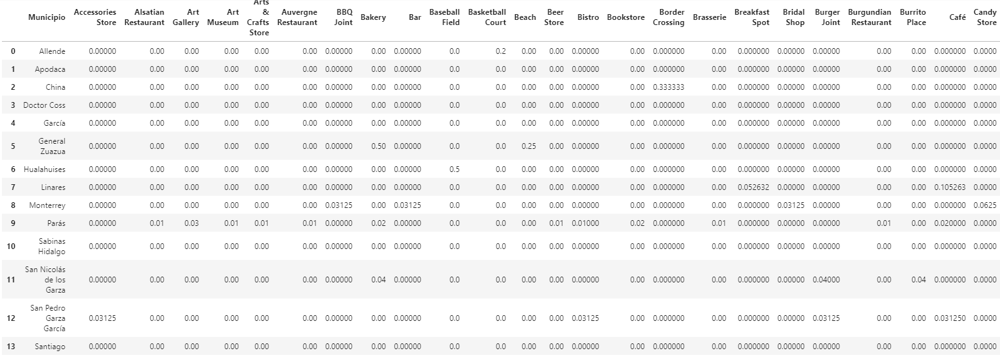 Municipio Accessories Store Alsatian Restaurant Art Gallery Art Museum Arts & Crafts Store Auvergne Restaurant BBQ Joint Bakery Bar Baseball Field Basketball Court Beach Beer Store Bistro Bookstore Border Crossing Brasserie Breakfast Spot Bridal Shop Burger Joint Burgundian Restaurant Burrito Place Café Candy Store
0 Allende 0.00000 0.00 0.00 0.00 0.00 0.00 0.00000 0.00 0.00000 0.0 0.2 0.00 0.00 0.00000 0.00 0.000000 0.00 0.000000 0.00000 0.00000 0.00 0.00 0.000000 0.0000
1 Apodaca 0.00000 0.00 0.00 0.00 0.00 0.00 0.00000 0.00 0.00000 0.0 0.0 0.00 0.00 0.00000 0.00 0.000000 0.00 0.000000 0.00000 0.00000 0.00 0.00 0.000000 0.0000
2 China 0.00000 0.00 0.00 0.00 0.00 0.00 0.00000 0.00 0.00000 0.0 0.0 0.00 0.00 0.00000 0.00 0.333333 0.00 0.000000 0.00000 0.00000 0.00 0.00 0.000000 0.0000
3 Doctor Coss 0.00000 0.00 0.00 0.00 0.00 0.00 0.00000 0.00 0.00000 0.0 0.0 0.00 0.00 0.00000 0.00 0.000000 0.00 0.000000 0.00000 0.00000 0.00 0.00 0.000000 0.0000
4 García 0.00000 0.00 0.00 0.00 0.00 0.00 0.00000 0.00 0.00000 0.0 0.0 0.00 0.00 0.00000 0.00 0.000000 0.00 0.000000 0.00000 0.00000 0.00 0.00 0.000000 0.0000
5 General Zuazua 0.00000 0.00 0.00 0.00 0.00 0.00 0.00000 0.50 0.00000 0.0 0.0 0.25 0.00 0.00000 0.00 0.000000 0.00 0.000000 0.00000 0.00000 0.00 0.00 0.000000 0.0000
6 Hualahuises 0.00000 0.00 0.00 0.00 0.00 0.00 0.00000 0.00 0.00000 0.5 0.0 0.00 0.00 0.00000 0.00 0.000000 0.00 0.000000 0.00000 0.00000 0.00 0.00 0.000000 0.0000
7 Linares 0.00000 0.00 0.00 0.00 0.00 0.00 0.00000 0.00 0.00000 0.0 0.0 0.00 0.00 0.00000 0.00 0.000000 0.00 0.052632 0.00000 0.00000 0.00 0.00 0.105263 0.0000
8 Monterrey 0.00000 0.00 0.00 0.00 0.00 0.00 0.03125 0.00 0.03125 0.0 0.0 0.00 0.00 0.00000 0.00 0.000000 0.00 0.000000 0.03125 0.00000 0.00 0.00 0.000000 0.0625
9 Parás 0.00000 0.01 0.03 0.01 0.01 0.01 0.00000 0.02 0.00000 0.0 0.0 0.00 0.01 0.01000 0.02 0.000000 0.01 0.000000 0.00000 0.00000 0.01 0.00 0.020000 0.0000
10 Sabinas Hidalgo 0.00000 0.00 0.00 0.00 0.00 0.00 0.00000 0.00 0.00000 0.0 0.0 0.00 0.00 0.00000 0.00 0.000000 0.00 0.000000 0.00000 0.00000 0.00 0.00 0.000000 0.0000
11 San Nicolás de los Garza 0.00000 0.00 0.00 0.00 0.00 0.00 0.00000 0.04 0.00000 0.0 0.0 0.00 0.00 0.00000 0.00 0.000000 0.00 0.000000 0.00000 0.04000 0.00 0.04 0.000000 0.0000
12 San Pedro Garza García 0.03125 0.00 0.00 0.00 0.00 0.00 0.00000 0.00 0.00000 0.0 0.0 0.00 0.00 0.03125 0.00 0.000000 0.00 0.000000 0.00000 0.03125 0.00 0.00 0.031250 0.0000
13 Santiago 0.00000 0.00 0.00 0.00 0.00 0.00 0.00000 0.00 0.00000 0.0 0.0 0.00 0.00 0.00000 0.00 0.000000 0.00 0.000000 0.00000 0.00000 0.00 0.00 0.000000 0.0000